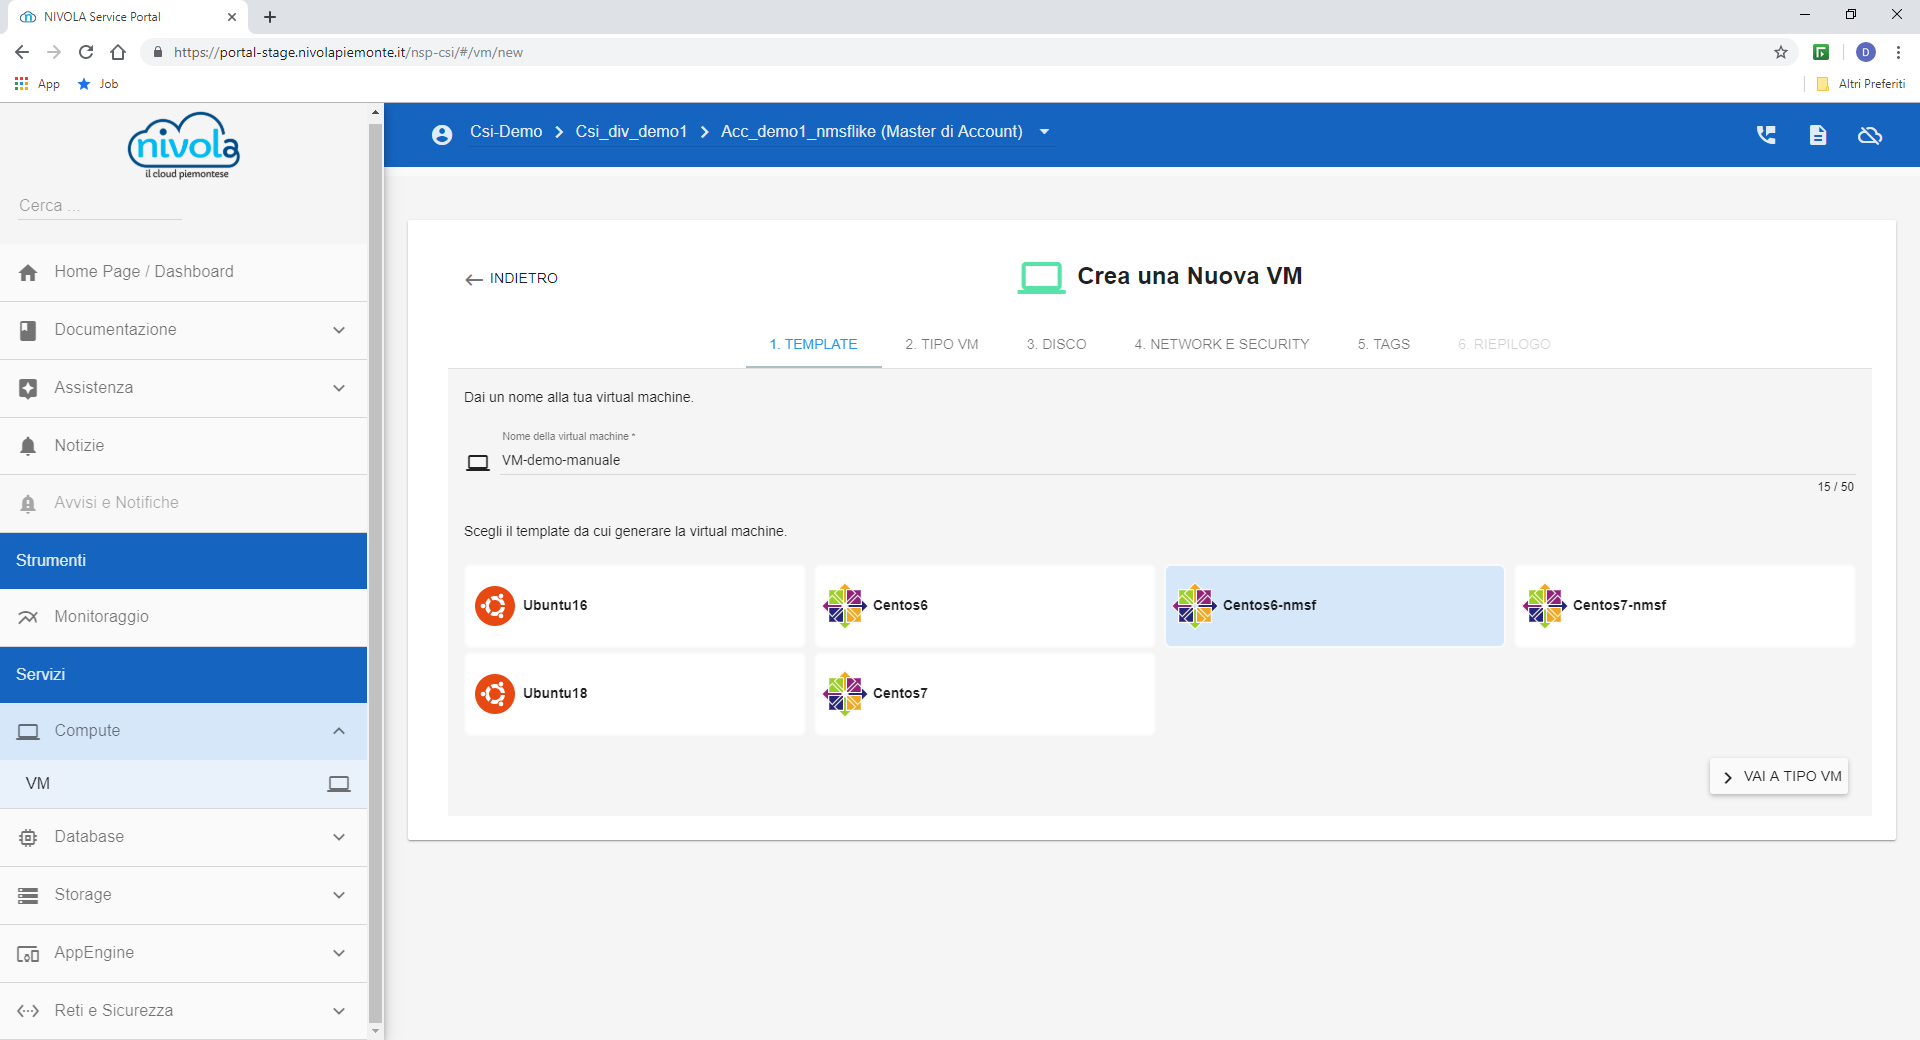 NIVOLA Service Portal
https://portal-stage.nivolapiemonte.it/nsp-csi/#/vm/new
D
App
Job
Altri Preferiti
nivola
il cloud piemontese
Cerca ...
Home Page / Dashboard
Documentazione
Assistenza
Notizie
Avvisi e Notifiche
Strumenti
Monitoraggio
Servizi
Compute
VM
Database
Storage
AppEngine
Reti e Sicurezza
Csi-Demo
Csi_div_demo1
Acc_demo1_nmsflike (Master di Account)
INDIETRO
Crea una Nuova VM
1. TEMPLATE
2. TIPO VM
3. DISCO
4. NETWORK E SECURITY
5. TAGS
6. RIEPILOGO
Dai un nome alla tua virtual machine.
Nome della virtual machine *
VM-demo-manuale
15 / 50
Scegli il template da cui generare la virtual machine.
Ubuntu16
Centos6
Centos6-nmsf
Centos7-nmsf
Ubuntu18
Centos7
VAI A TIPO VM